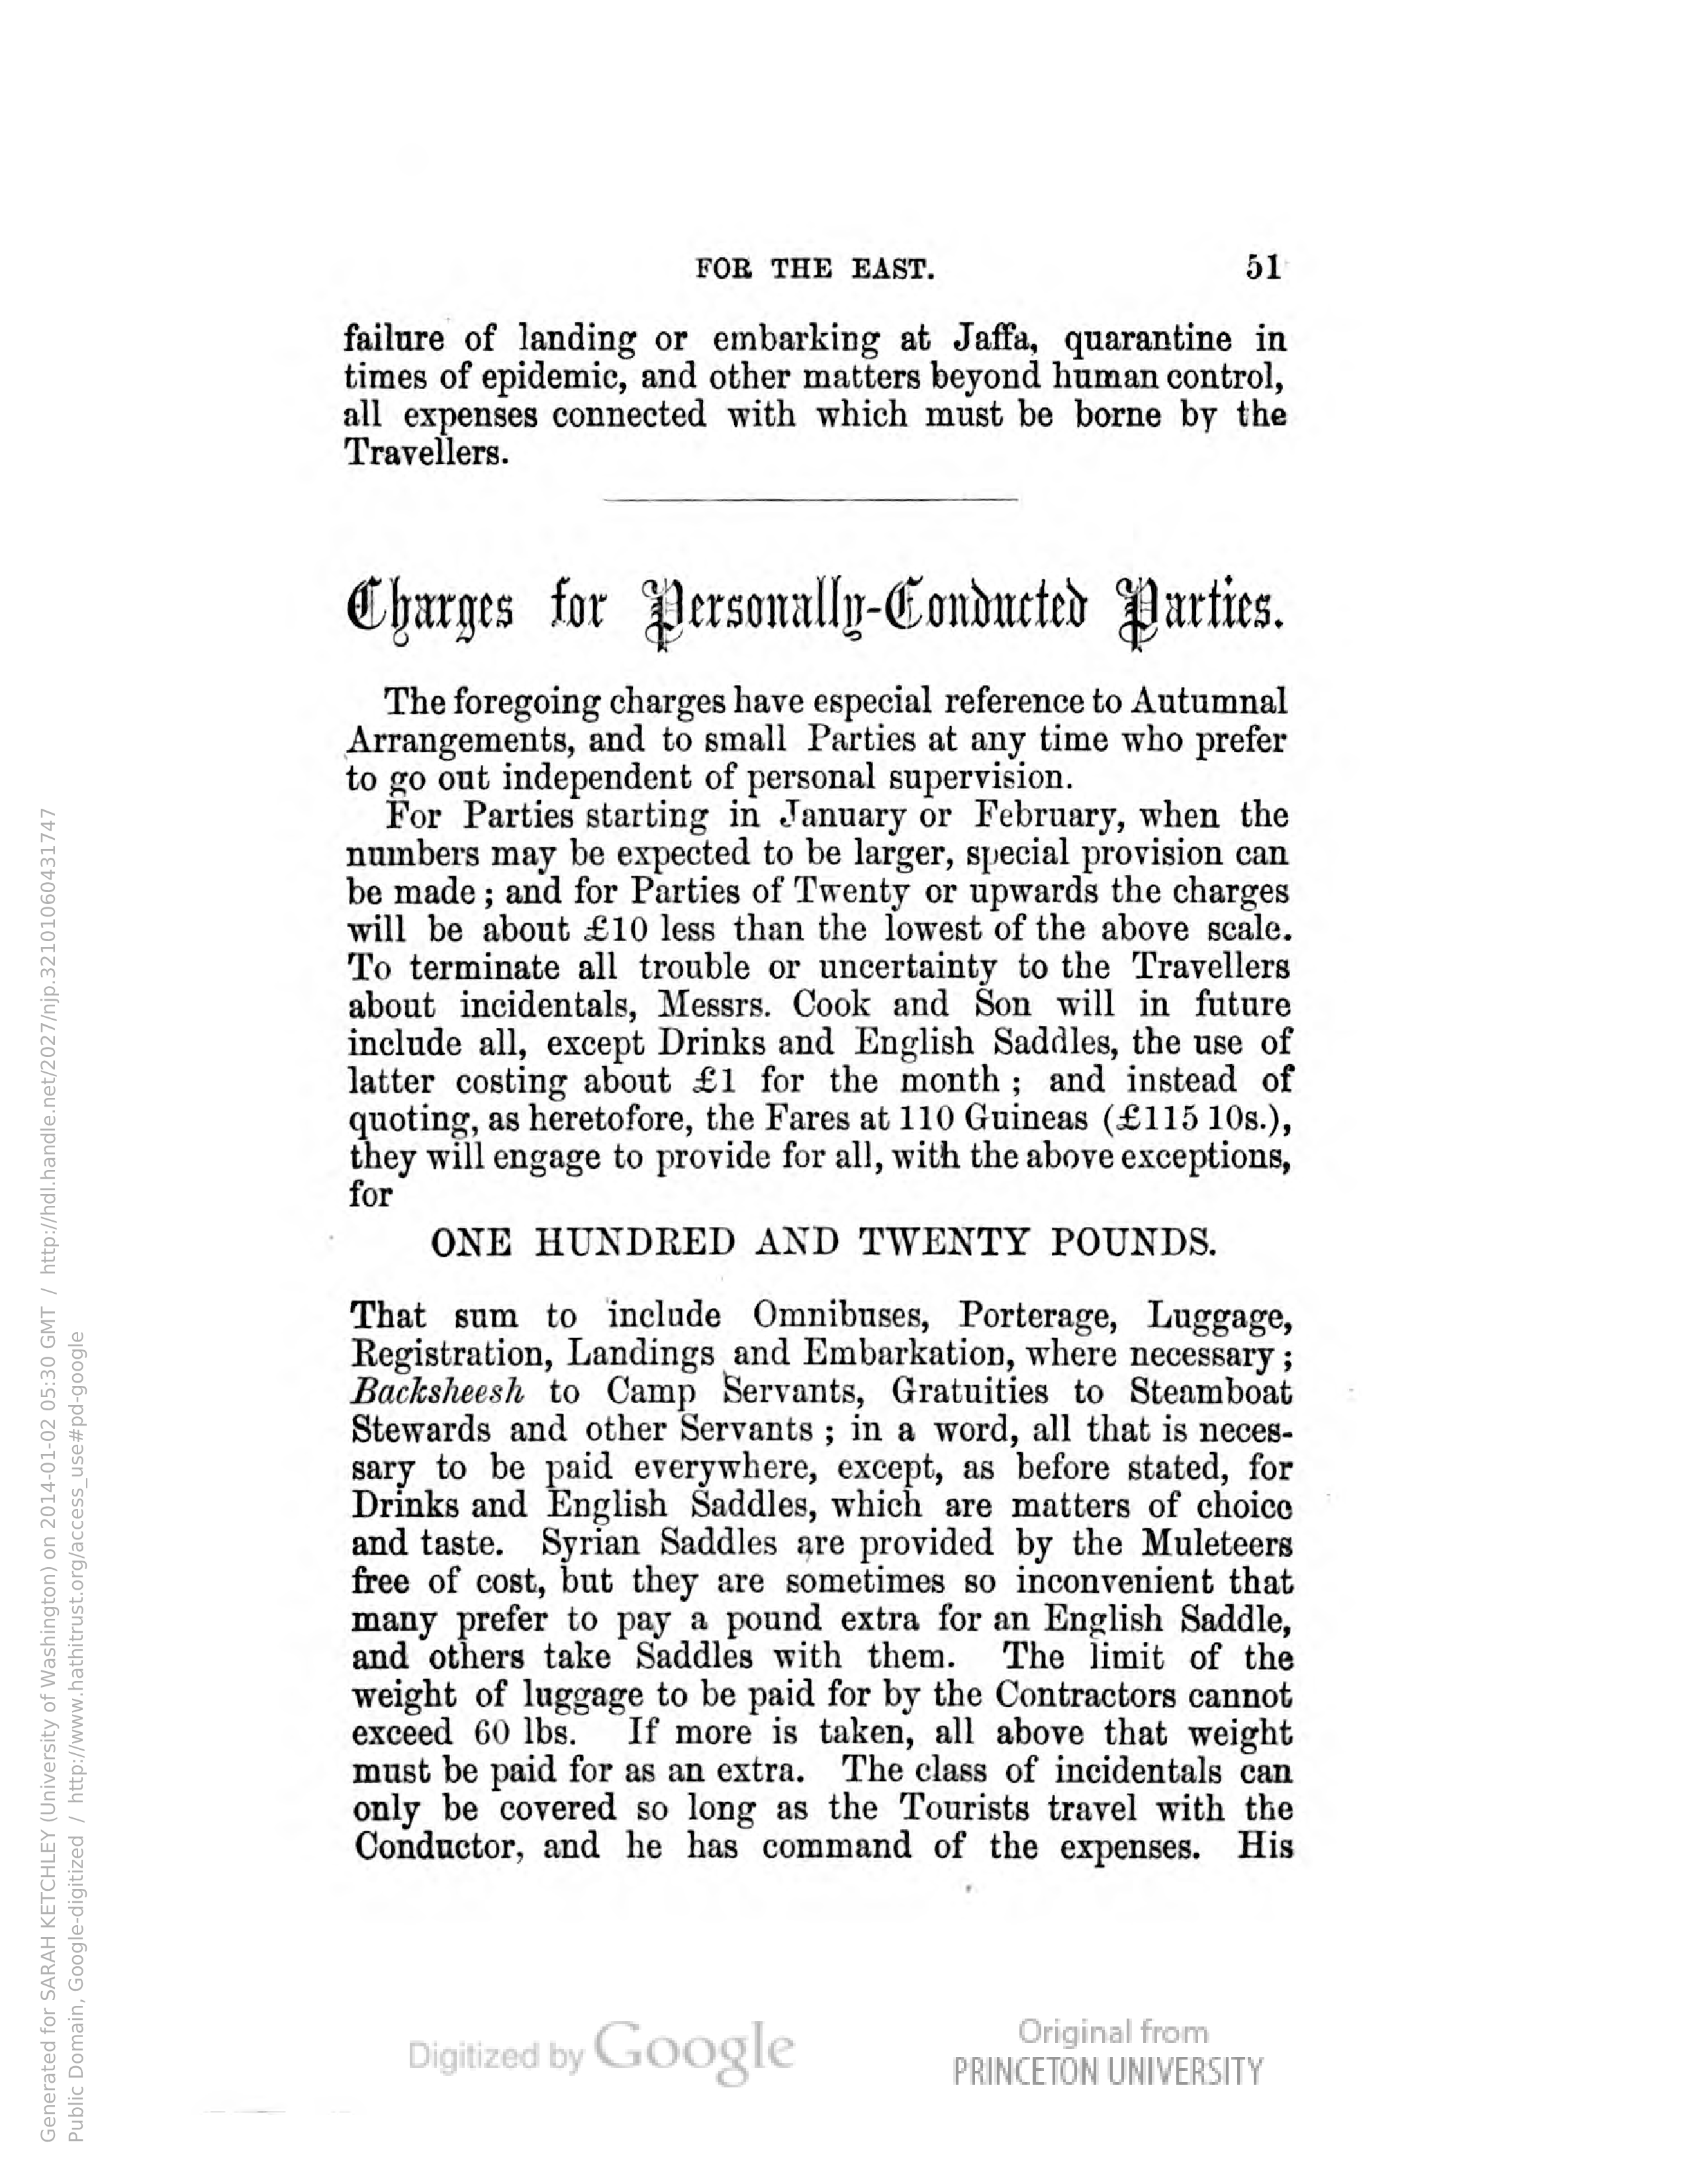 FOR THE EAST. 51
failure of landing or embarking at Jaffa, quarantine in
times of epidemic, and other matters beyond human control,
all expenses connected with which must be borne by the
Travellers.
Charges for Personally-Conducted Parties.
The foregoing charges have especial reference to Autumnal
Arrangements, and to small Parties at any time who prefer
to go out independent of personal supervision.
For Parties starting in January or February, when the
numbers may be expected to be larger, special provision can
be made ; and for Parties of Twenty or upwards the charges
will be about £10 less than the lowest of the above scale.
To terminate all trouble or uncertainty to the Travellers
about incidentals, Messrs. Cook and Son will in future
include all, except Drinks and English Saddles, the use of
latter costing about £1 for the month ; and instead of
quoting, as heretofore, the Fares at 110 Guineas (£115 10s.),
they will engage to provide for all, with the above exceptions,
for
ONE HUNDRED AND TWENTY POUNDS.
That sum to include Omnibuses, Porterage, Luggage,
Registration, Landings and Embarkation, where necessary ;
Backsheesh to Camp Servants, Gratuities to Steamboat
Stewards and other Servants ; in a word, all that is neces-
sary to be paid everywhere, except, as before stated, for
Drinks and English Saddles, which are matters of choice
and taste. Syrian Saddles are provided by the Muleteers
free of cost, but they are sometimes so inconvenient that
many prefer to pay a pound extra for an English Saddle,
and others take Saddles with them. The limit of the
weight of luggage to be paid for by the Contractors cannot
exceed 60 lbs. If more is taken, all above that weight
must be paid for as an extra. The class of incidentals can
only be covered so long as the Tourists travel with the
Conductor, and he has command of the expenses. His
Generated for SARAH KETCHLEY (University of Washington) on 2014-01-02 05:30 GMT / http://hdl.handle.net/2027/njp.32101060431747
Public Domain, Google-digitized / http://www.hathitrust.org/access_use#pd-google
Digitized by Google
Original from
PRINCETON UNIVERSITY